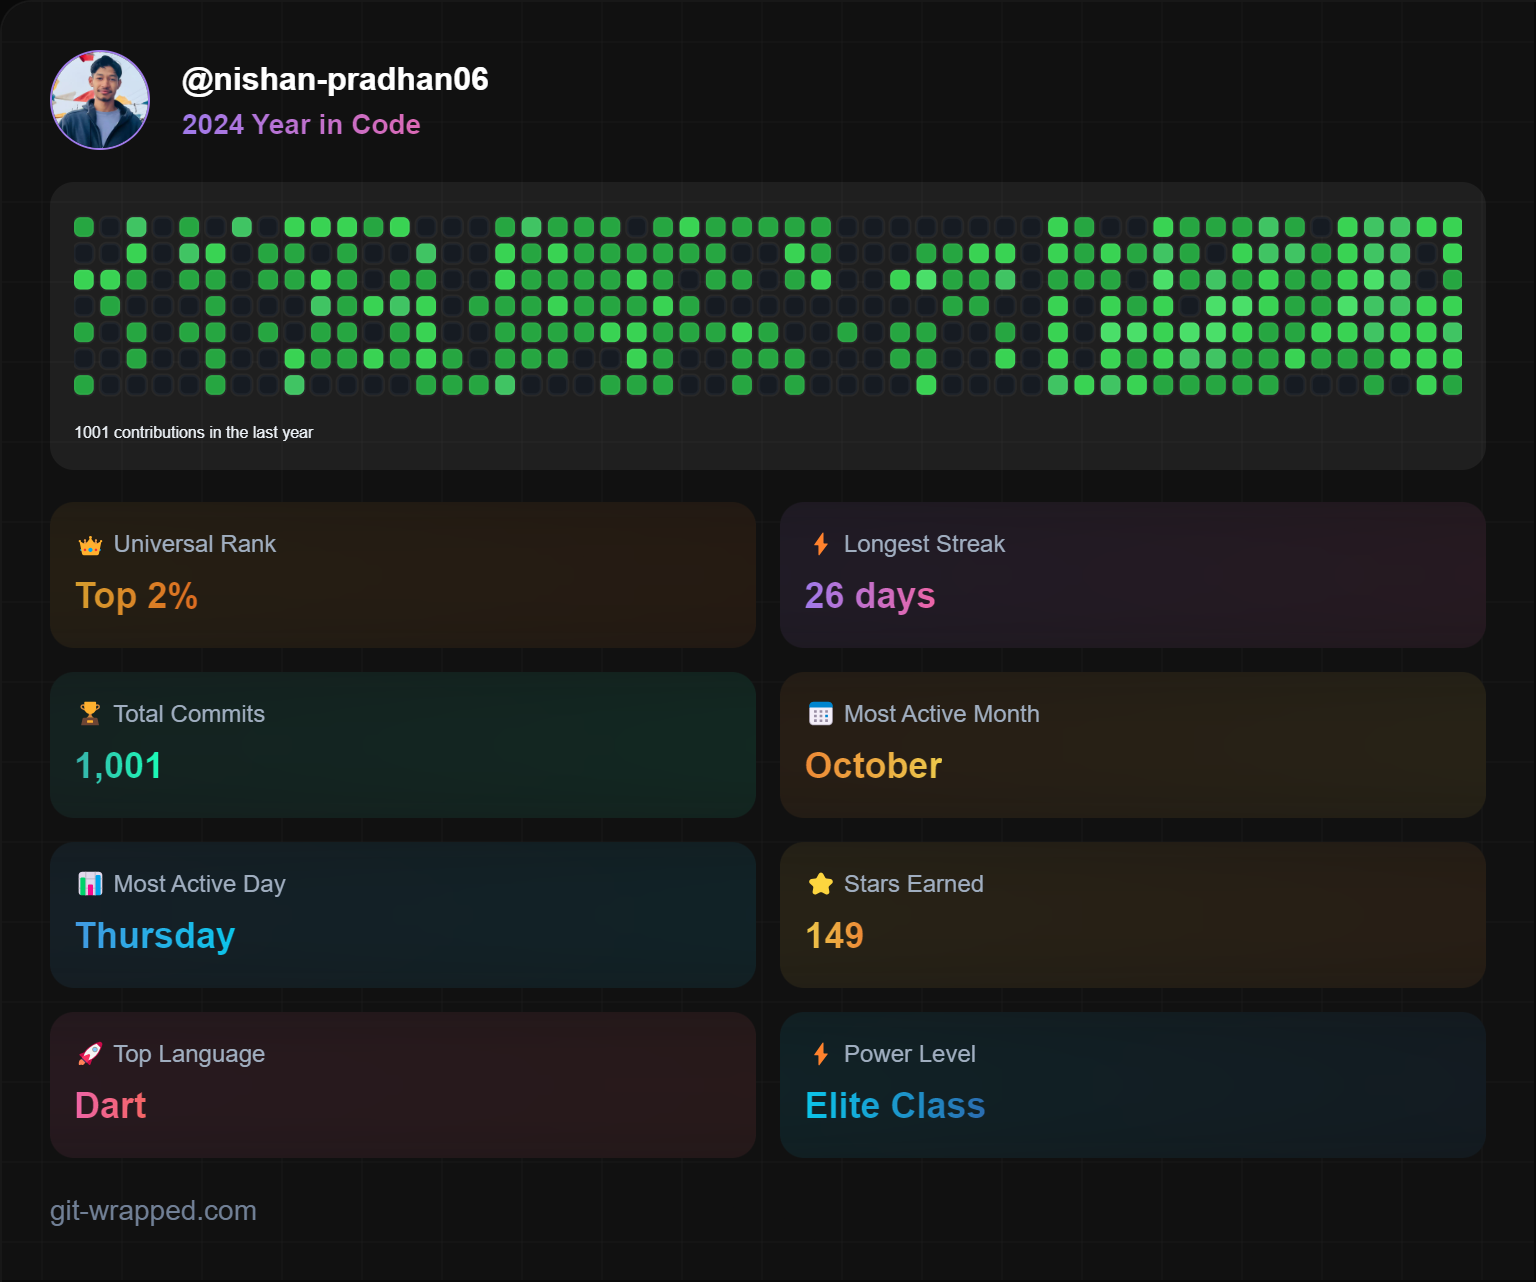 @nishan-pradhan06
2024 Year in Code
1001 contributions in the last year
Universal Rank
Top 2%
Longest Streak
26 days
Total Commits
1,001
Most Active Month
October
Most Active Day
Thursday
Stars Earned
149
Top Language
Dart
Power Level
Elite Class
git-wrapped.com